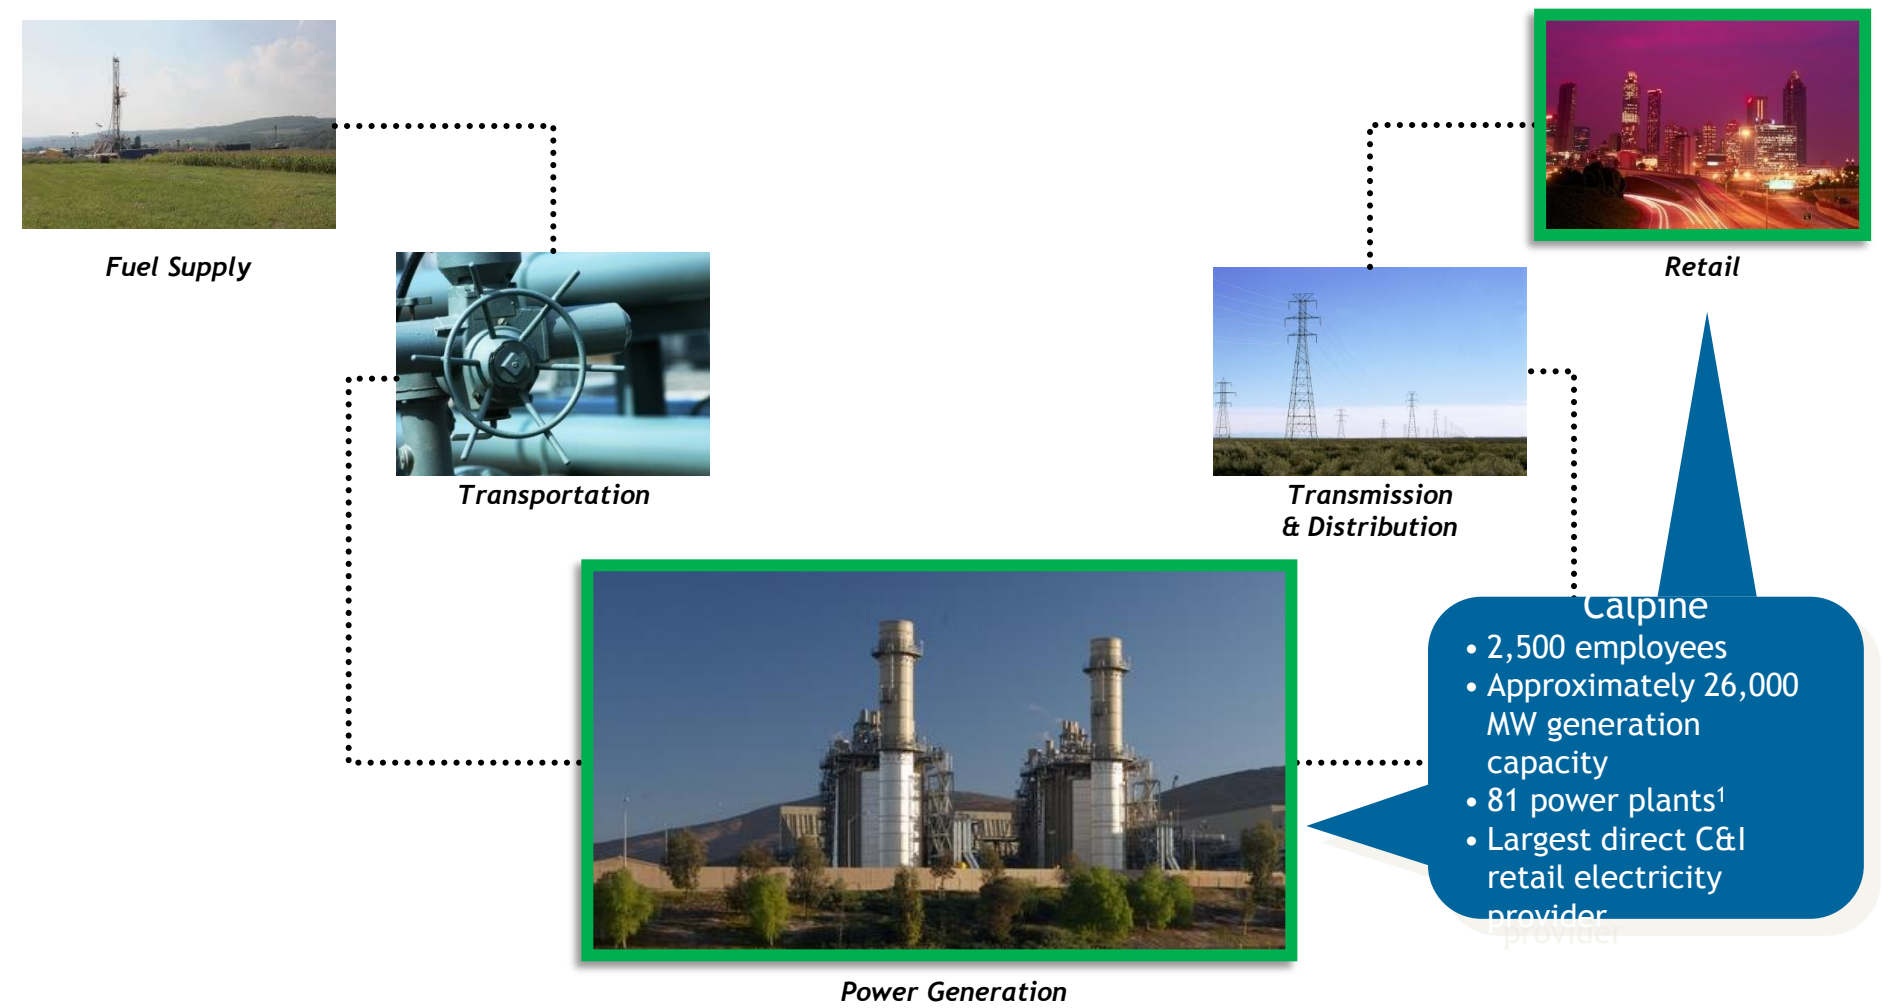 Fuel Supply
Retail
Transportation
Transmission
& Distribution
Calpine
• 2,500 employees
• Approximately 26,000
MW generation
capacity
• 81 power plants¹
• Largest direct C&I
retail electricity
provider
Power Generation